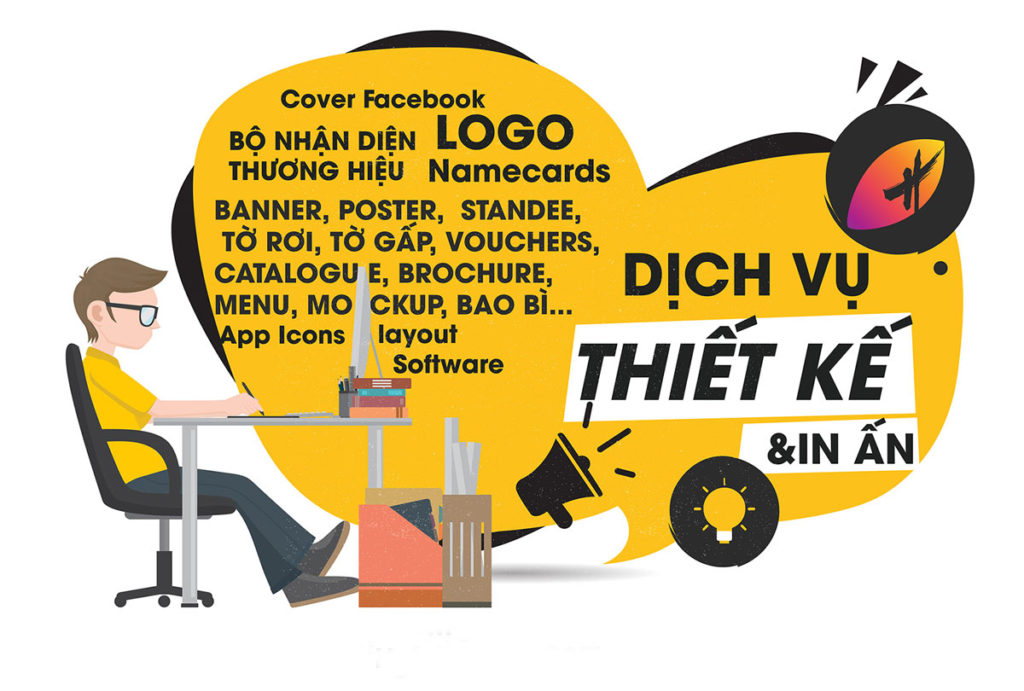 Cover Facebook
BỘ NHẬN DIỆN
THƯƠNG HIỆU
LOGO
Namecards
BANNER, POSTER, STANDEE,
TỜ RƠI, TỜ GẤP, VOUCHERS,
CATALOGUE, BROCHURE,
MENU, MOCKUP, BAO BÌ...
App Icons layout
Software
DỊCH VỤ
THIẾT KẾ
&IN ẤN